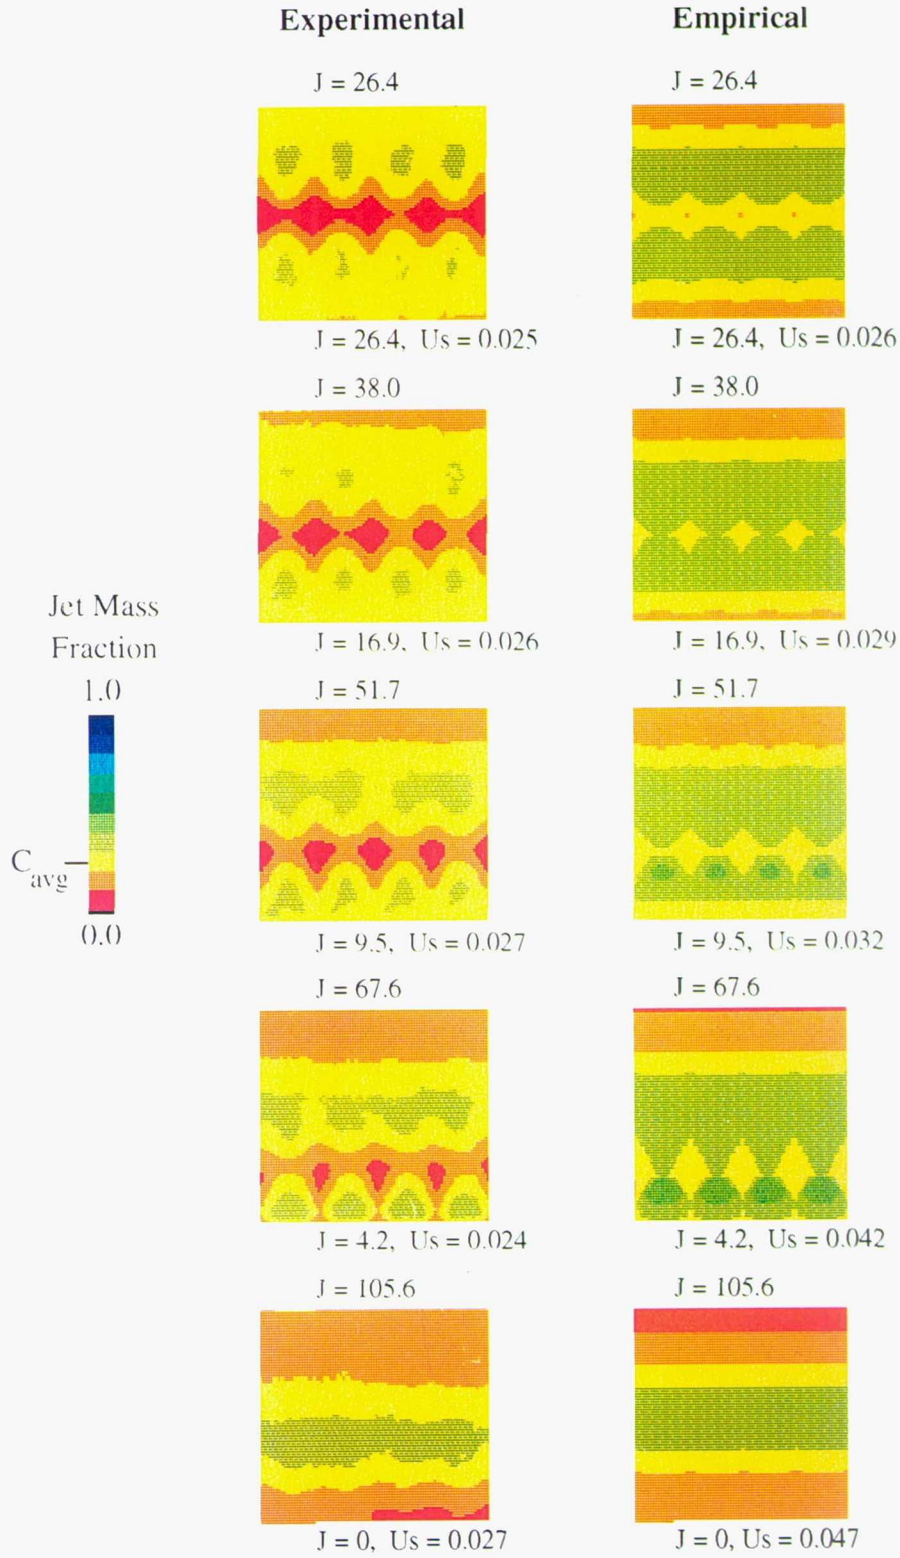 Experimental Empirical
J = 26.4 J = 26.4
J = 26.4, Us = 0.025 J = 26.4, Us = 0.026
J = 38.0 J = 38.0
J = 16.9, Us = 0.026 J = 16.9, Us = 0.029
Jet Mass
Fraction
1.0
C avg
0.0
J = 51.7 J = 51.7
J = 9.5, Us = 0.027 J = 9.5, Us = 0.032
J = 67.6 J = 67.6
J = 4.2, Us = 0.024 J = 4.2, Us = 0.042
J = 105.6 J = 105.6
J = 0, Us = 0.027 J = 0, Us = 0.047